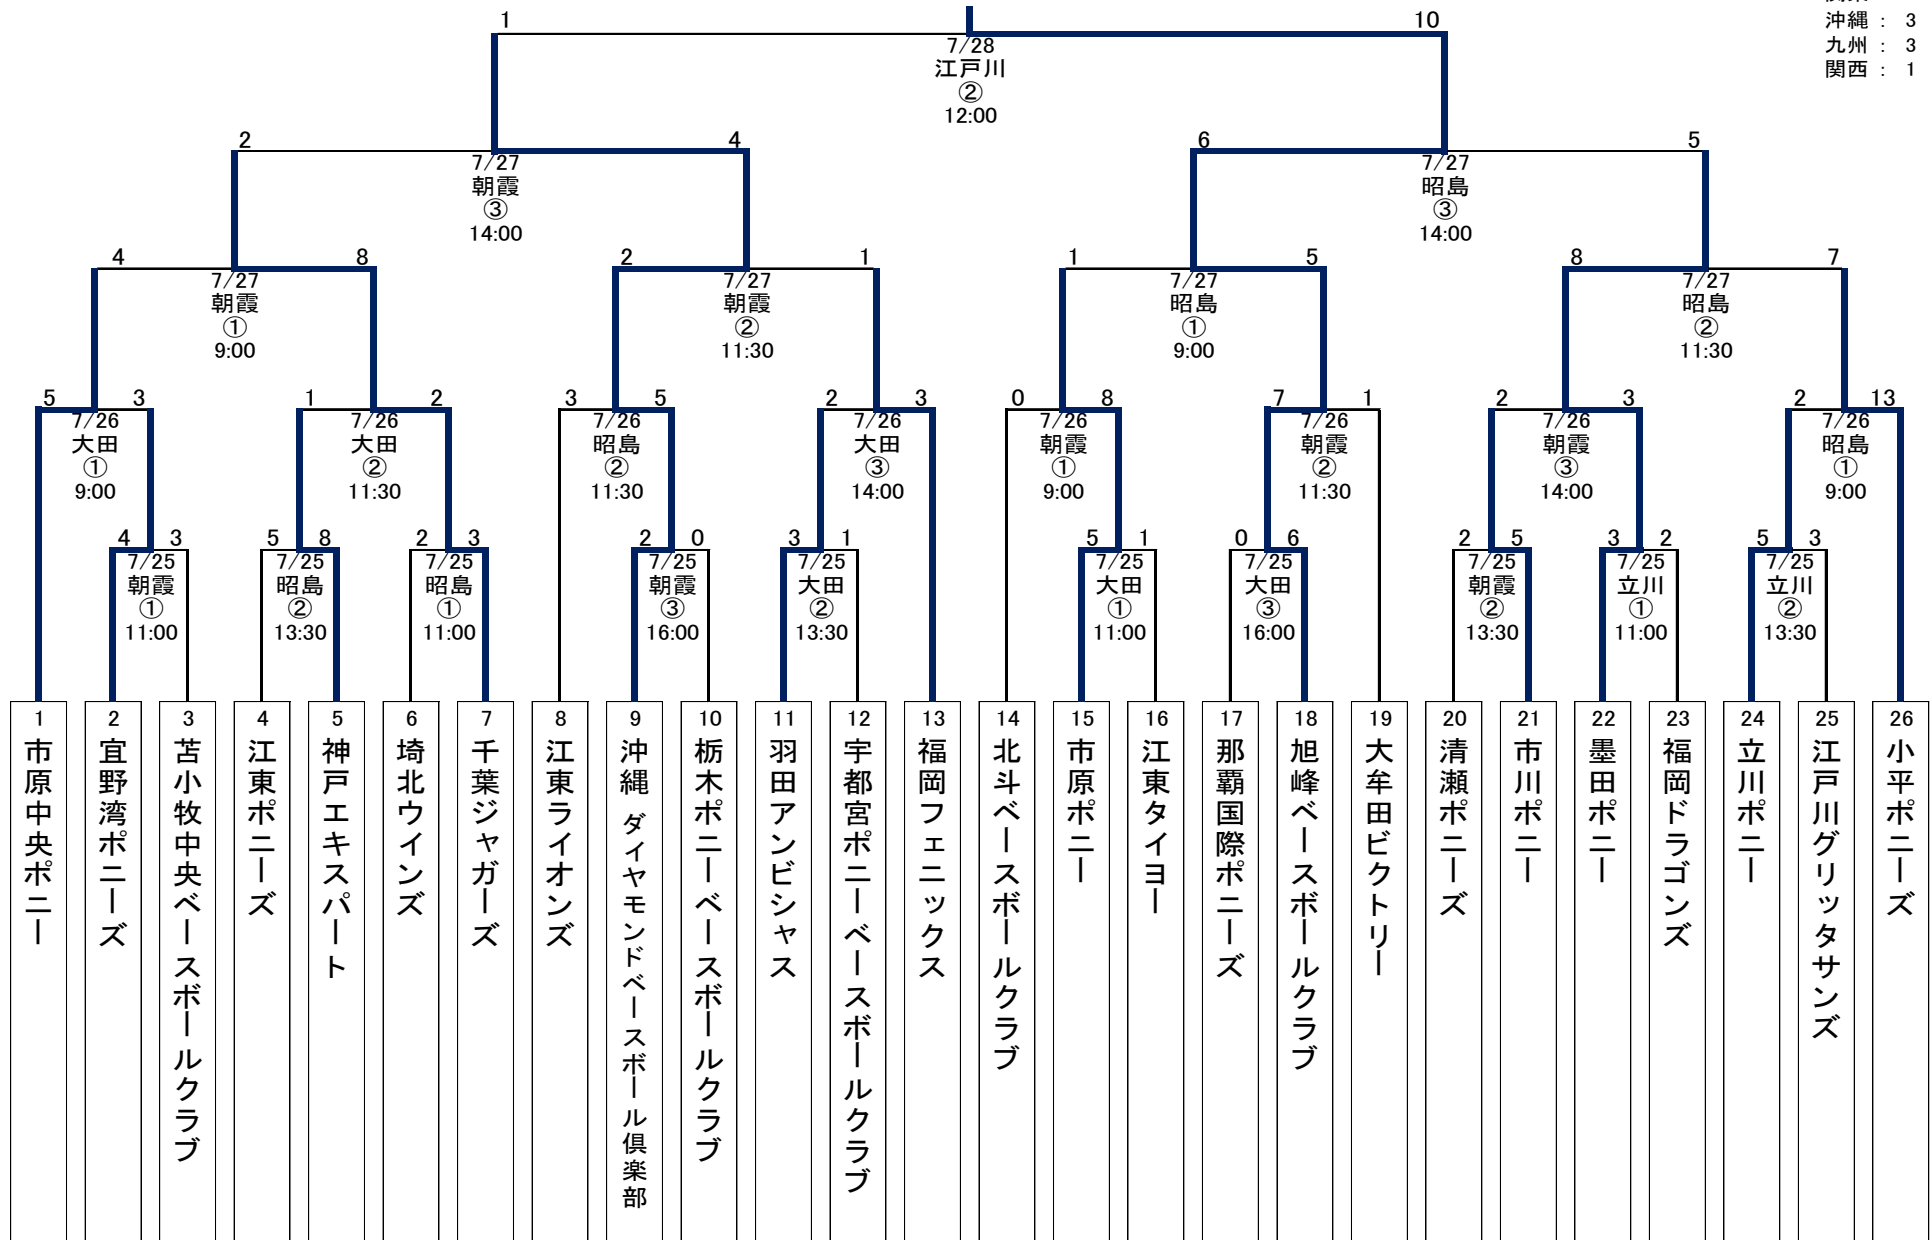 沖縄 : 3
九州 : 3
関西 : 1
1 10
7/28
江戸川
②
12:00
2 4 6 5
7/27 7/27
朝霞 昭島
③ ③
14:00 14:00
4 8 2 1 1 5 8 7
7/27 7/27 7/27 7/27
朝霞 朝霞 昭島 昭島
① ② ① ②
9:00 11:30 9:00 11:30
5 3 1 2 3 5 2 3 0 8 7 1 2 3 2 13
7/26 7/26 7/26 7/26 7/26 7/26 7/26 7/26
大田 大田 昭島 大田 朝霞 朝霞 朝霞 昭島
① ② ② ③ ① ② ③ ①
9:00 11:30 11:30 14:00 9:00 11:30 14:00 9:00
4 3 5 8 2 3 2 0 3 1 5 1 0 6 2 5 3 2 5 3
7/25 7/25 7/25 7/25 7/25 7/25 7/25 7/25 7/25 7/25
朝霞 昭島 昭島 朝霞 大田 大田 大田 朝霞 立川 立川
① ② ① ③ ② ① ③ ② ① ②
11:00 13:30 11:00 16:00 13:30 11:00 16:00 13:30 11:00 13:30
1 市原中央ポニー
2 宜野湾ポニーズ
3 苫小牧中央ベースボールクラブ
4 江東ポニーズ
5 神戸エキスパート
6 埼北ウインズ
7 千葉ジャガーズ
8 江東ライオンズ
9 沖縄 ダイヤモンドベースボール倶楽部
10 栃木ポニーベースボールクラブ
11 羽田アンビシャス
12 宇都宮ポニーベースボールクラブ
13 福岡フェニックス
14 北斗ベースボールクラブ
15 市原ポニー
16 江東タイヨー
17 那覇国際ポニーズ
18 旭峰ベースボールクラブ
19 大牟田ビクトリー
20 清瀬ポニーズ
21 市川ポニー
22 墨田ポニー
23 福岡ドラゴンズ
24 立川ポニー
25 江戸川グリッタサンズ
26 小平ポニーズ